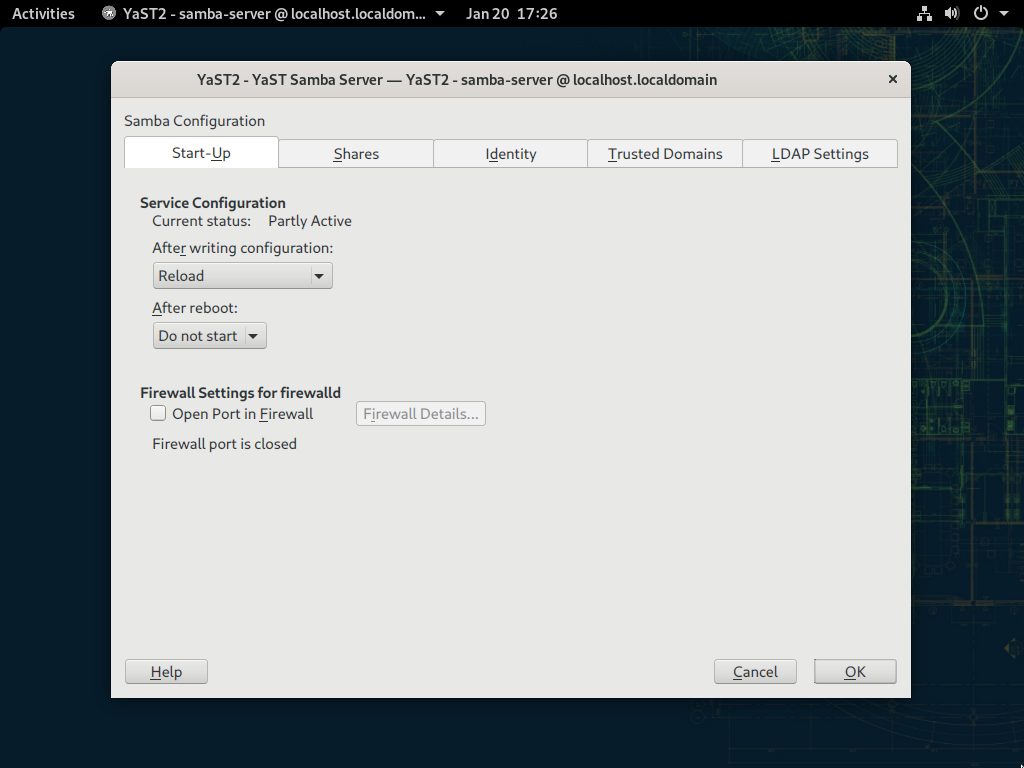 Activities YaST2 - samba-server @ localhost.localdom... Jan 20 17:26
YaST2 - YaST Samba Server — YaST2 - samba-server @ localhost.localdomain ×
Samba Configuration
Start-Up Shares Identity Trusted Domains LDAP Settings
Service Configuration
Current status: Partly Active
After writing configuration:
Reload
After reboot:
Do not start
Firewall Settings for firewalld
Open Port in Firewall Firewall Details...
Firewall port is closed
Help Cancel OK